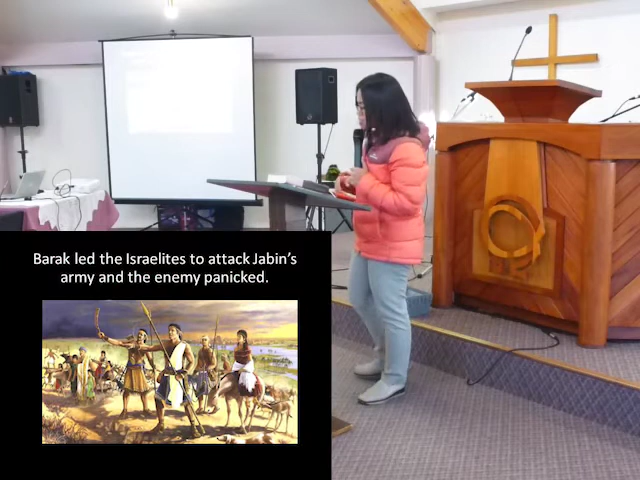 Barak led the Israelites to attack Jabin's
army and the enemy panicked.